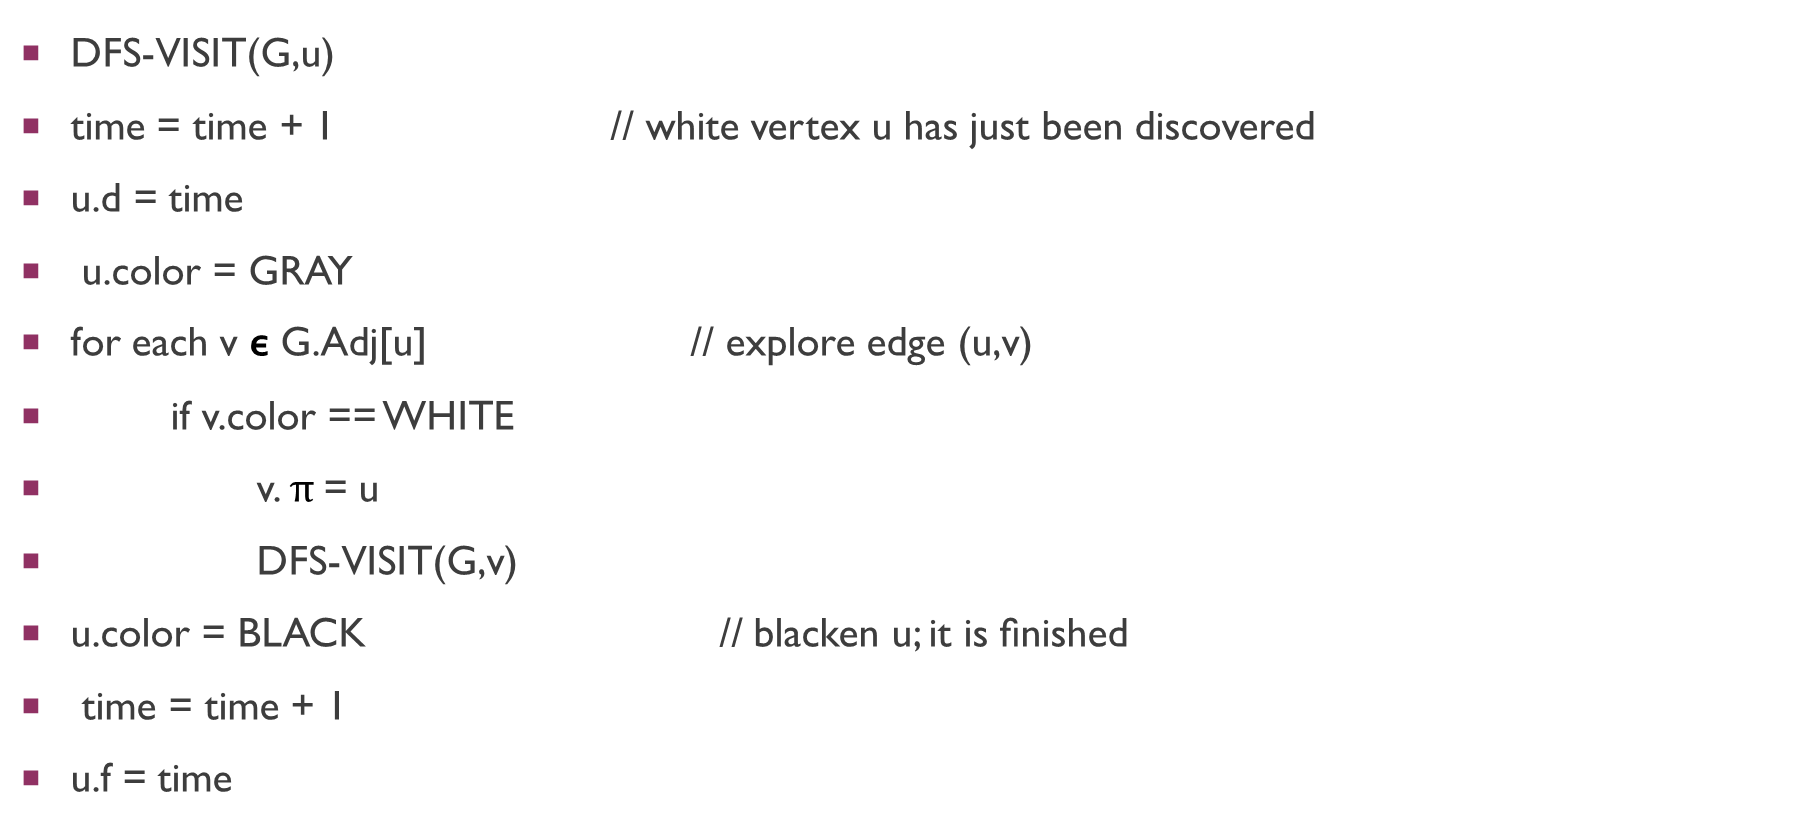 DFS-VISIT(G,u)
time = time + 1 // white vertex u has just been discovered
u.d = time
u.color = GRAY
for each v ϵ G.Adj[u] // explore edge (u,v)
if v.color == WHITE
v. π = u
DFS-VISIT(G,v)
u.color = BLACK // blacken u; it is finished
time = time + 1
u.f = time